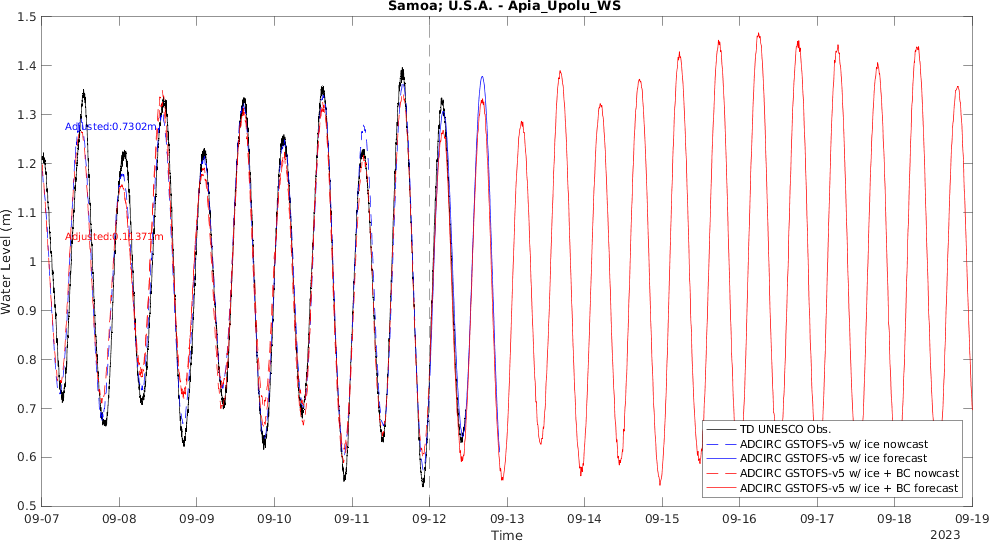 Samoa; U.S.A. - Apia_Upolu_WS
Water Level (m)
1.5
1.4
1.3
1.2
1.1
1
0.9
0.8
0.7
0.6
0.5
Adjusted:0.7302m
Adjusted:0.11371m
TD UNESCO Obs.
ADCIRC GSTOFS-v5 w/ ice nowcast
ADCIRC GSTOFS-v5 w/ ice forecast
ADCIRC GSTOFS-v5 w/ ice + BC nowcast
ADCIRC GSTOFS-v5 w/ ice + BC forecast
09-07 09-08 09-09 09-10 09-11 09-12 09-13 09-14 09-15 09-16 09-17 09-18 09-19
Time
2023